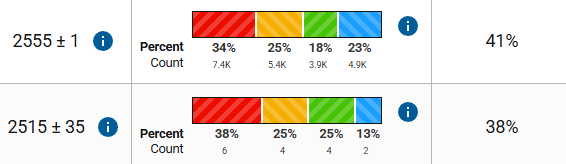 2555 ± 1 i i 41%
Percent 34% 25% 18% 23%
Count 7.4K 5.4K 3.9K 4.9K
2515 ± 35 i i 38%
Percent 38% 25% 25% 13%
Count 6 4 4 2